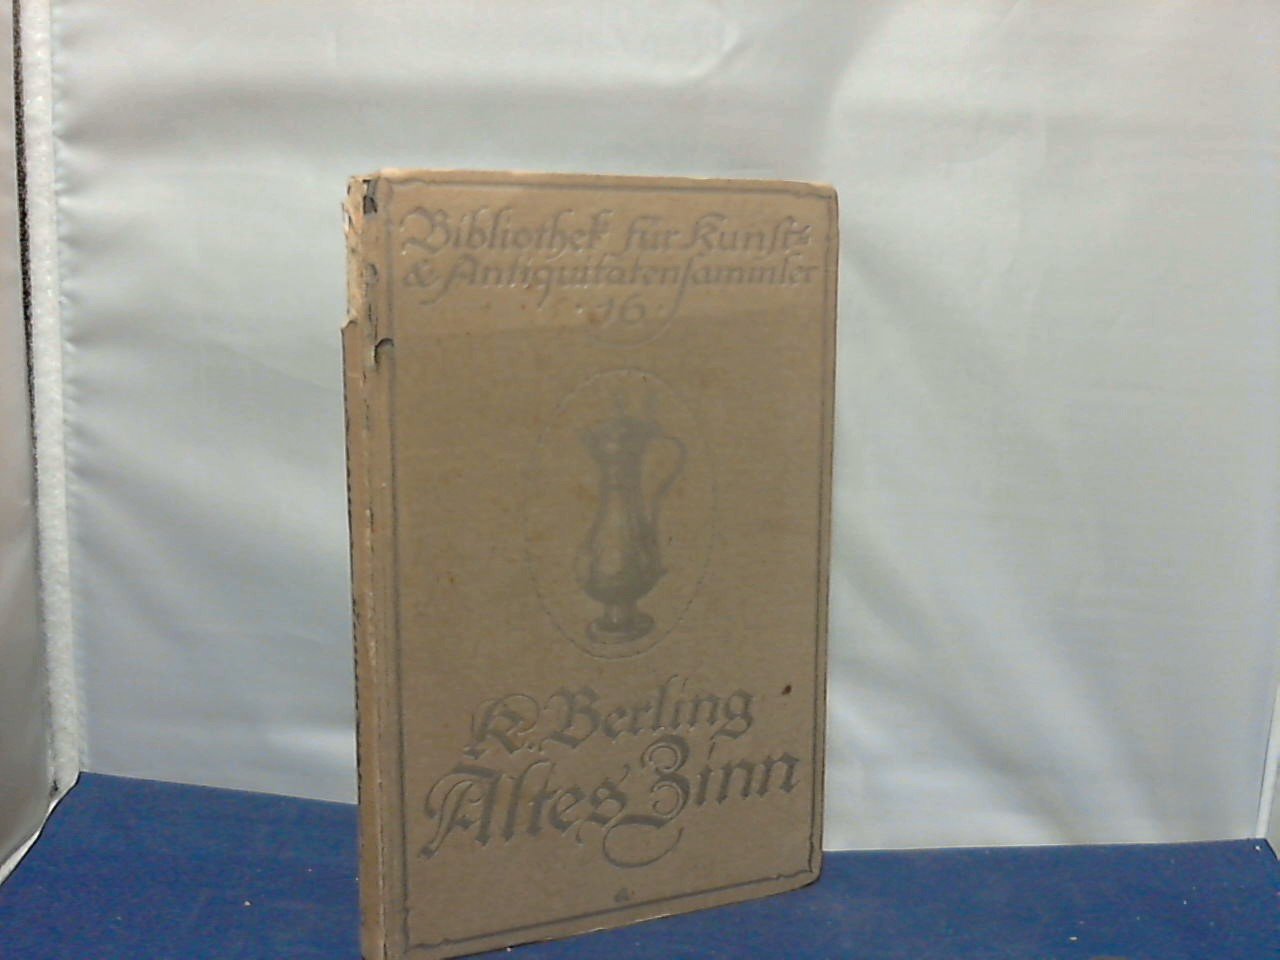 Bibliothek für Kunst-
& Antiquitätensammler
· 16 ·
K. Berling
Altes Zinn